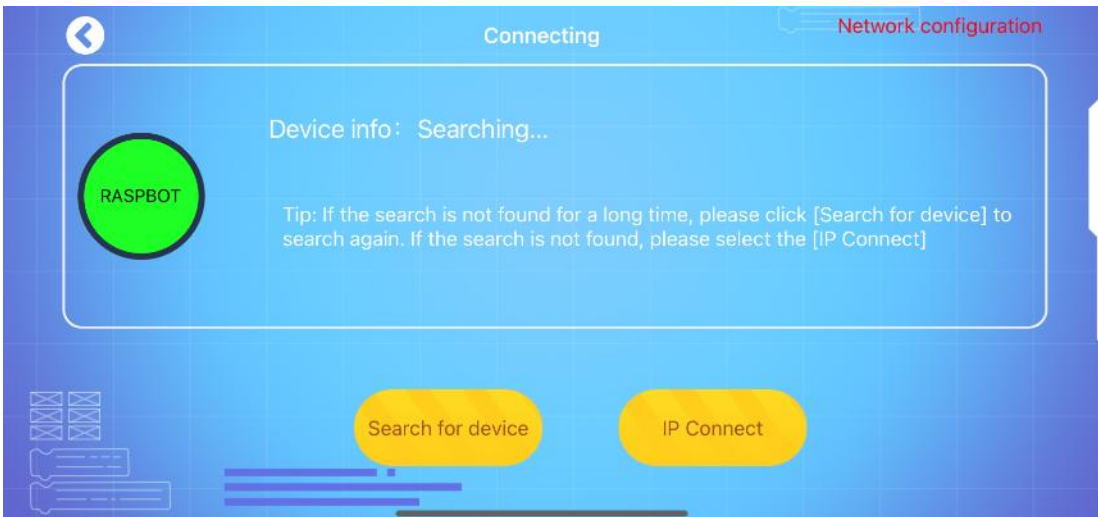 Connecting
Network configuration
Device info： Searching...
RASPBOT
Tip: If the search is not found for a long time, please click [Search for device] to
search again. If the search is not found, please select the [IP Connect]
Search for device
IP Connect